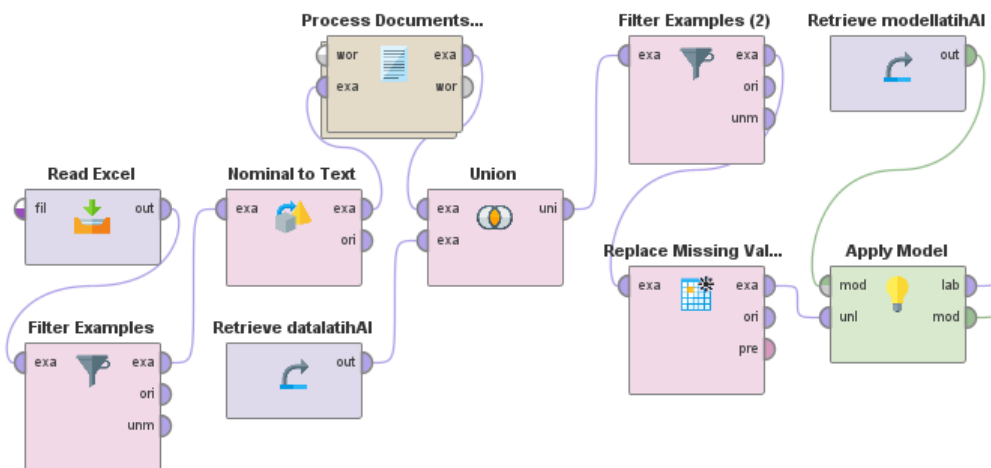 Process Documents...
wor
exa
exa
wor
Filter Examples (2)
exa
exa
ori
unm
Retrieve modellatihAI
out
Read Excel
fil
out
Nominal to Text
exa
exa
ori
Union
exa
uni
exa
Replace Missing Val...
exa
exa
ori
pre
Apply Model
mod
lab
unl
mod
Filter Examples
exa
exa
ori
unm
Retrieve datalatihAI
out